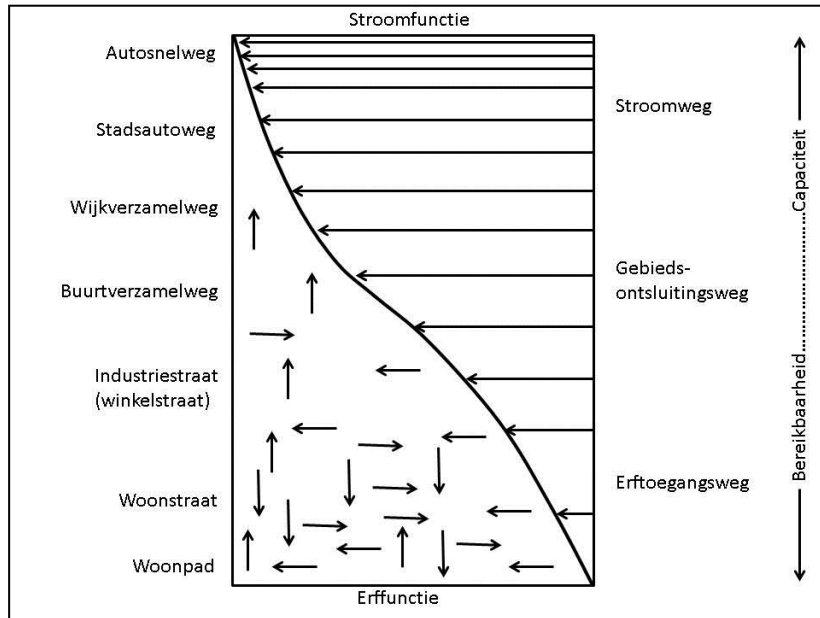 Stroomfunctie
Autosnelweg
Stadsautoweg
Wijkverzamelweg
Buurtverzamelweg
Industriestraat
(winkelstraat)
Woonstraat
Woonpad
Stroomweg
Gebieds-
ontsluitingsweg
Erftoegangsweg
Bereikbaarheid..................Capaciteit
Erffunctie